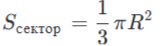 S_сектор = 1/3 πR²